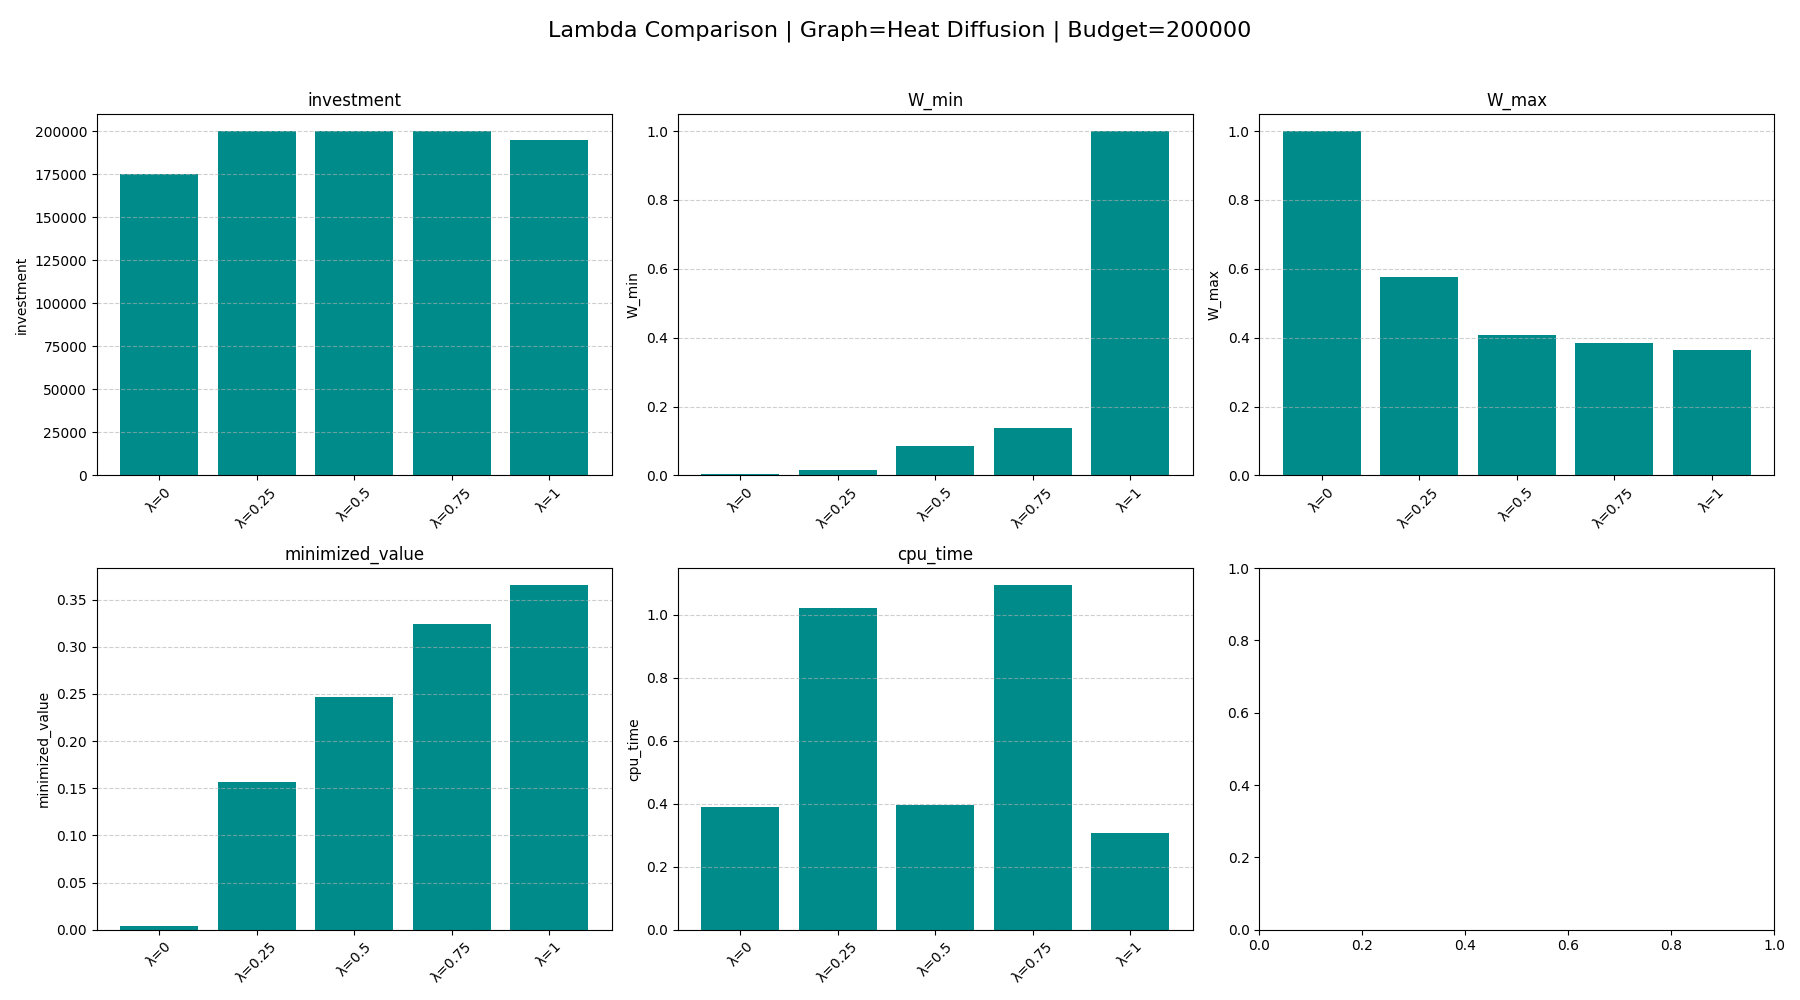 Lambda Comparison | Graph=Heat Diffusion | Budget=200000
investment
200000
175000
150000
125000
100000
75000
50000
25000
0
investment
λ=0
λ=0.25
λ=0.5
λ=0.75
λ=1
W_min
1.0
0.8
0.6
0.4
0.2
0.0
W_min
λ=0
λ=0.25
λ=0.5
λ=0.75
λ=1
W_max
1.0
0.8
0.6
0.4
0.2
0.0
W_max
λ=0
λ=0.25
λ=0.5
λ=0.75
λ=1
minimized_value
0.35
0.30
0.25
0.20
0.15
0.10
0.05
0.00
minimized_value
λ=0
λ=0.25
λ=0.5
λ=0.75
λ=1
cpu_time
1.0
0.8
0.6
0.4
0.2
0.0
cpu_time
λ=0
λ=0.25
λ=0.5
λ=0.75
λ=1
1.0
0.8
0.6
0.4
0.2
0.0
0.0 0.2 0.4 0.6 0.8 1.0